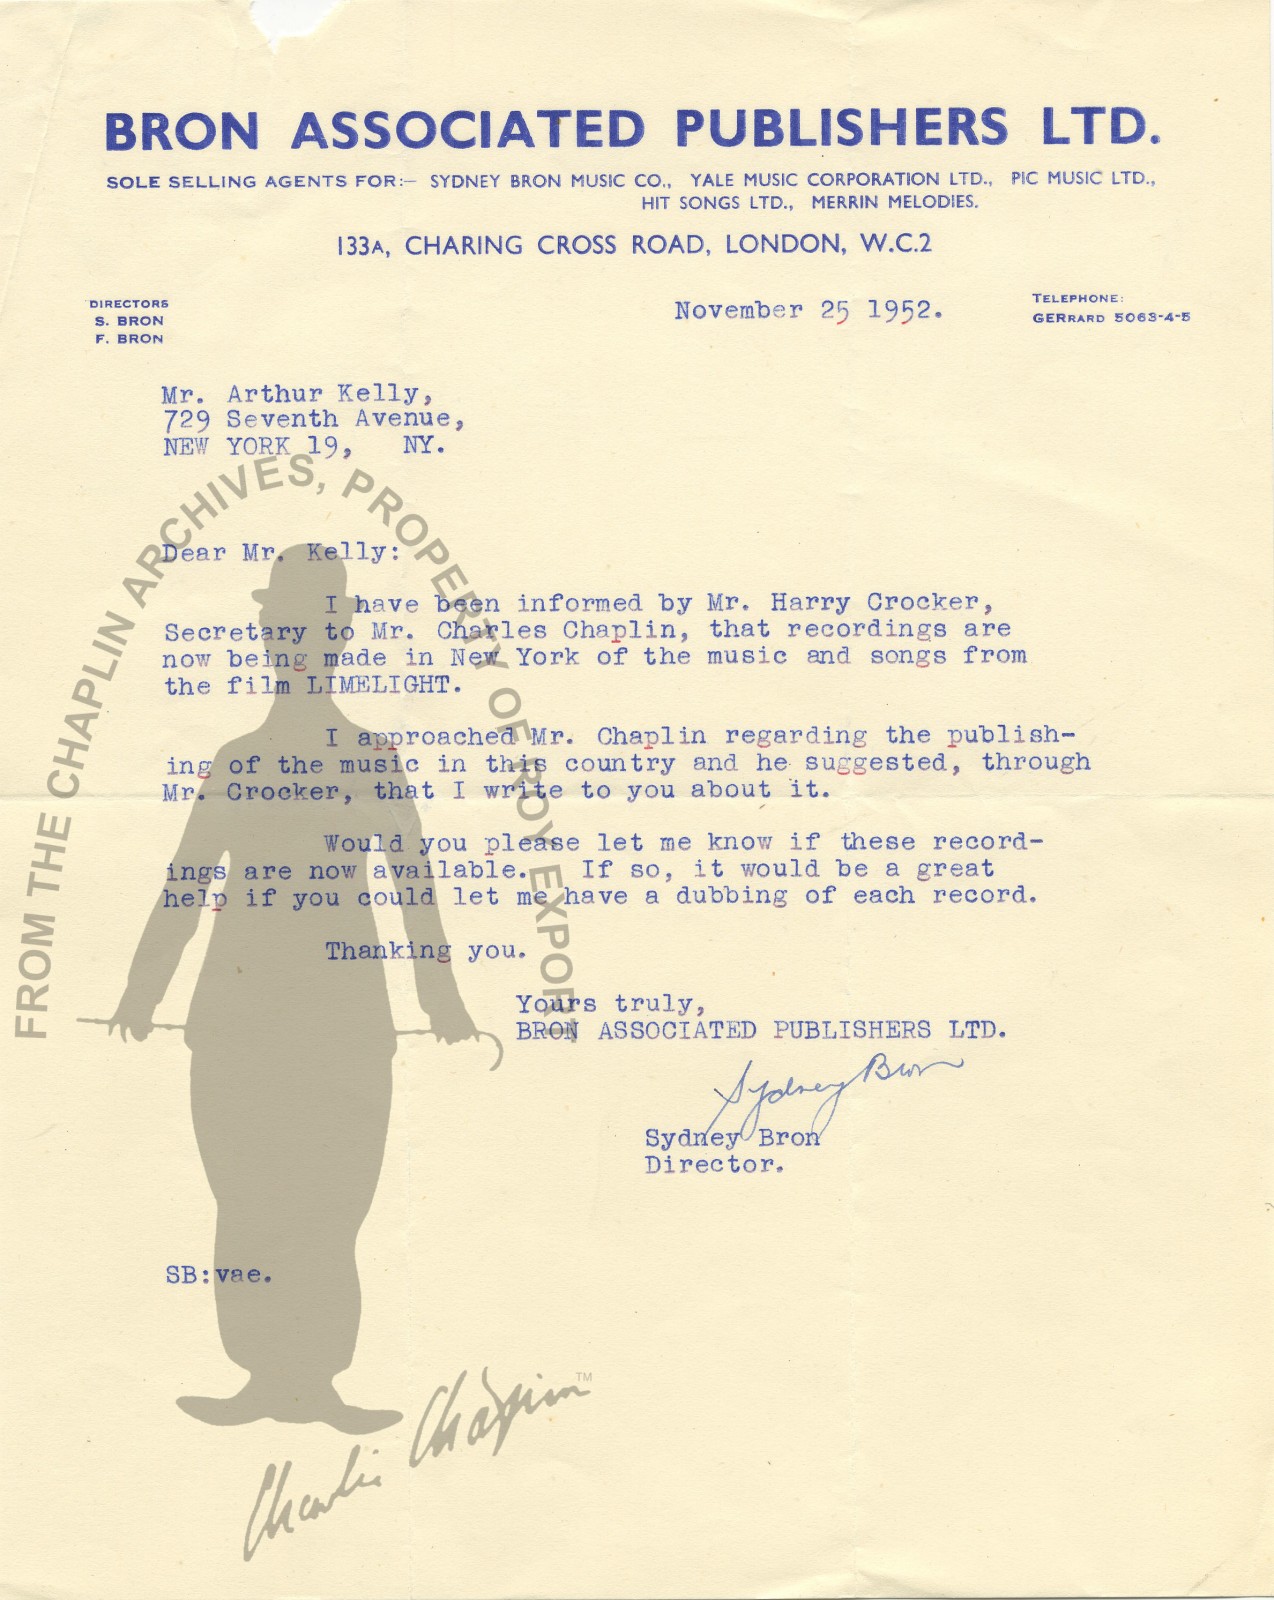 BRON ASSOCIATED PUBLISHERS LTD.
SOLE SELLING AGENTS FOR:— SYDNEY BRON MUSIC CO., YALE MUSIC CORPORATION LTD., PIC MUSIC LTD.,
HIT SONGS LTD., MERRIN MELODIES.
133A, CHARING CROSS ROAD, LONDON, W.C.2
DIRECTORS
S. BRON
F. BRON
November 25 1952.
TELEPHONE:
GERRARD 5063-4-5
Mr. Arthur Kelly,
729 Seventh Avenue,
NEW YORK 19, NY.
Dear Mr. Kelly:
I have been informed by Mr. Harry Crocker,
Secretary to Mr. Charles Chaplin, that recordings are
now being made in New York of the music and songs from
the film LIMELIGHT.
I approached Mr. Chaplin regarding the publish-
ing of the music in this country and he suggested, through
Mr. Crocker, that I write to you about it.
Would you please let me know if these record-
ings are now available. If so, it would be a great
help if you could let me have a dubbing of each record.
Thanking you.
Yours truly,
BRON ASSOCIATED PUBLISHERS LTD.
Sydney Bron
Sydney Bron
Director.
SB:vae.
FROM THE CHAPLIN ARCHIVES, PROPERTY OF ROY EXPORT
Charlie Chaplin TM